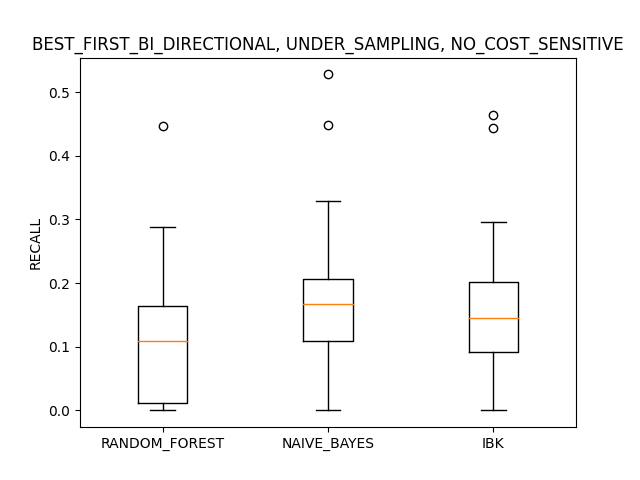 BEST_FIRST_BI_DIRECTIONAL, UNDER_SAMPLING, NO_COST_SENSITIVE
RECALL
0.5
0.4
0.3
0.2
0.1
0.0
RANDOM_FOREST NAIVE_BAYES IBK